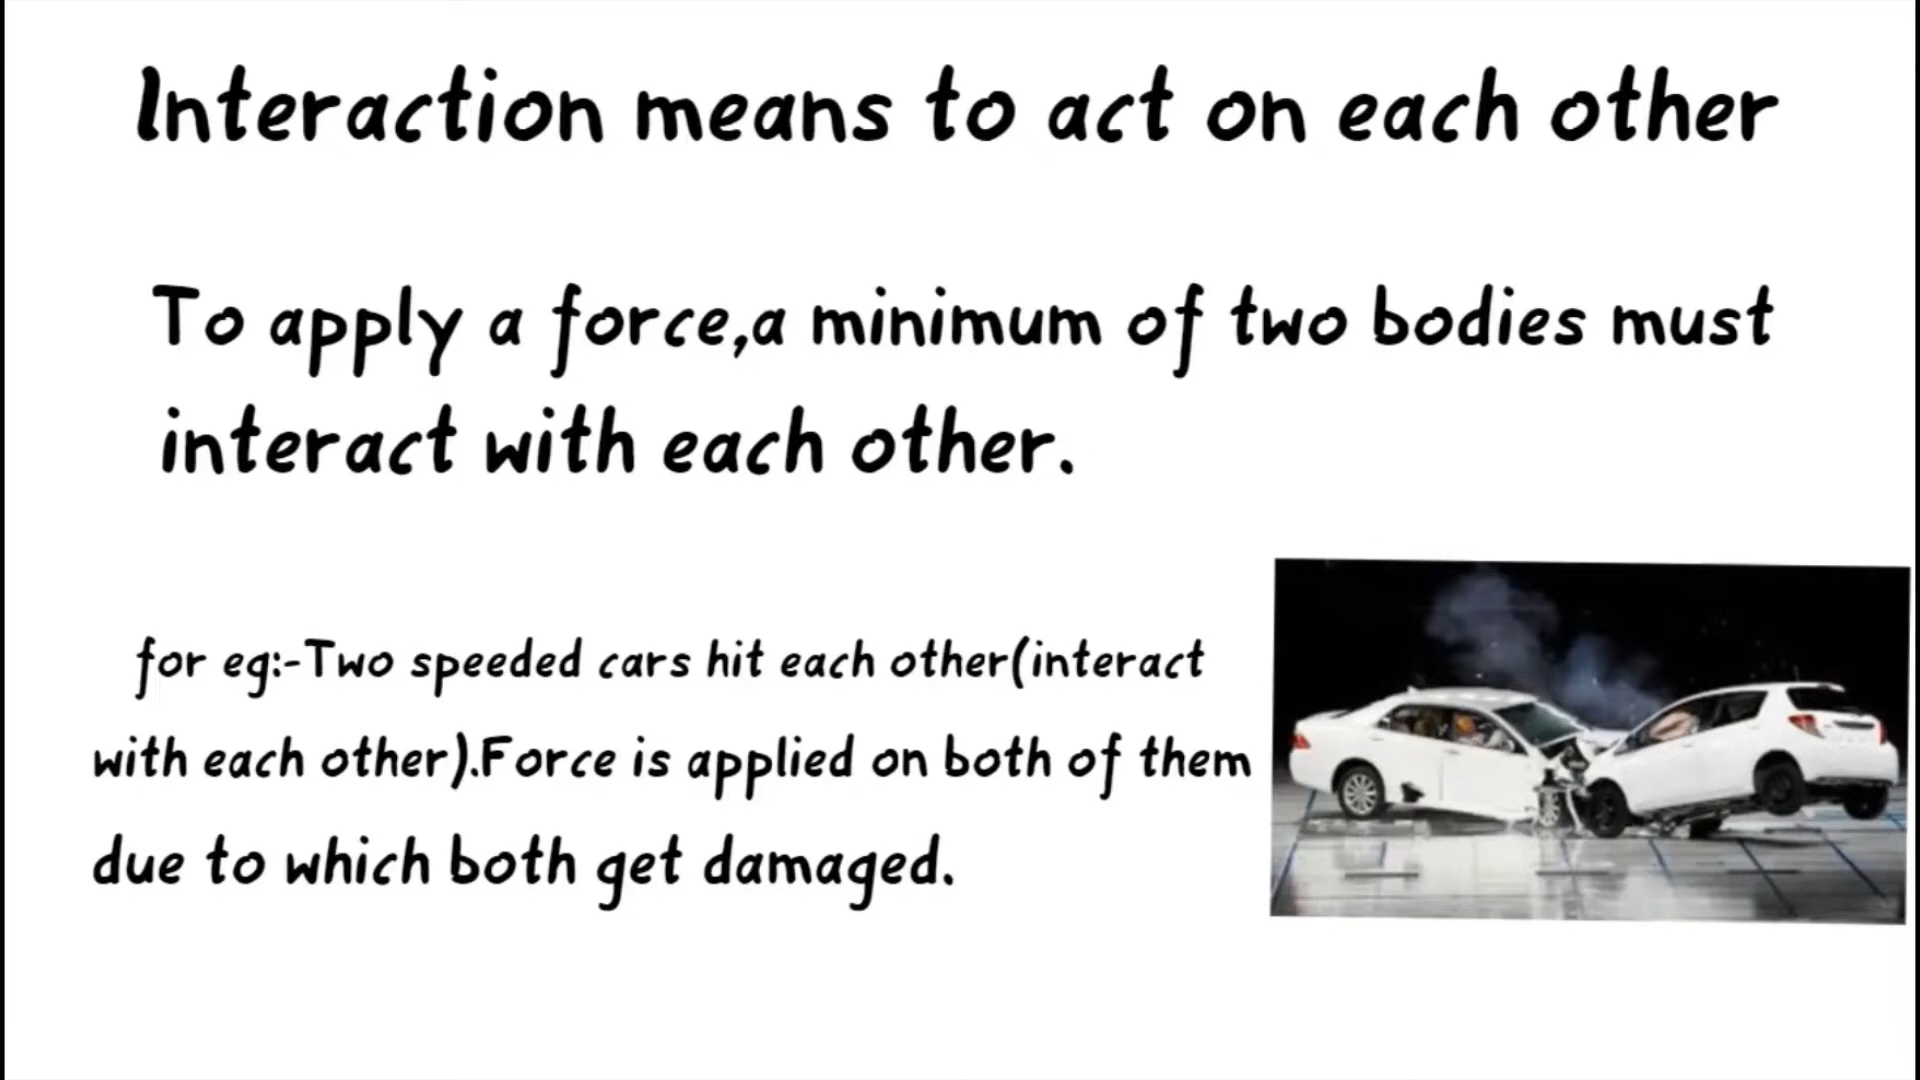 Interaction means to act on each other
To apply a force,a minimum of two bodies must
interact with each other.
for eg:-Two speeded cars hit each other(interact
with each other).Force is applied on both of them
due to which both get damaged.